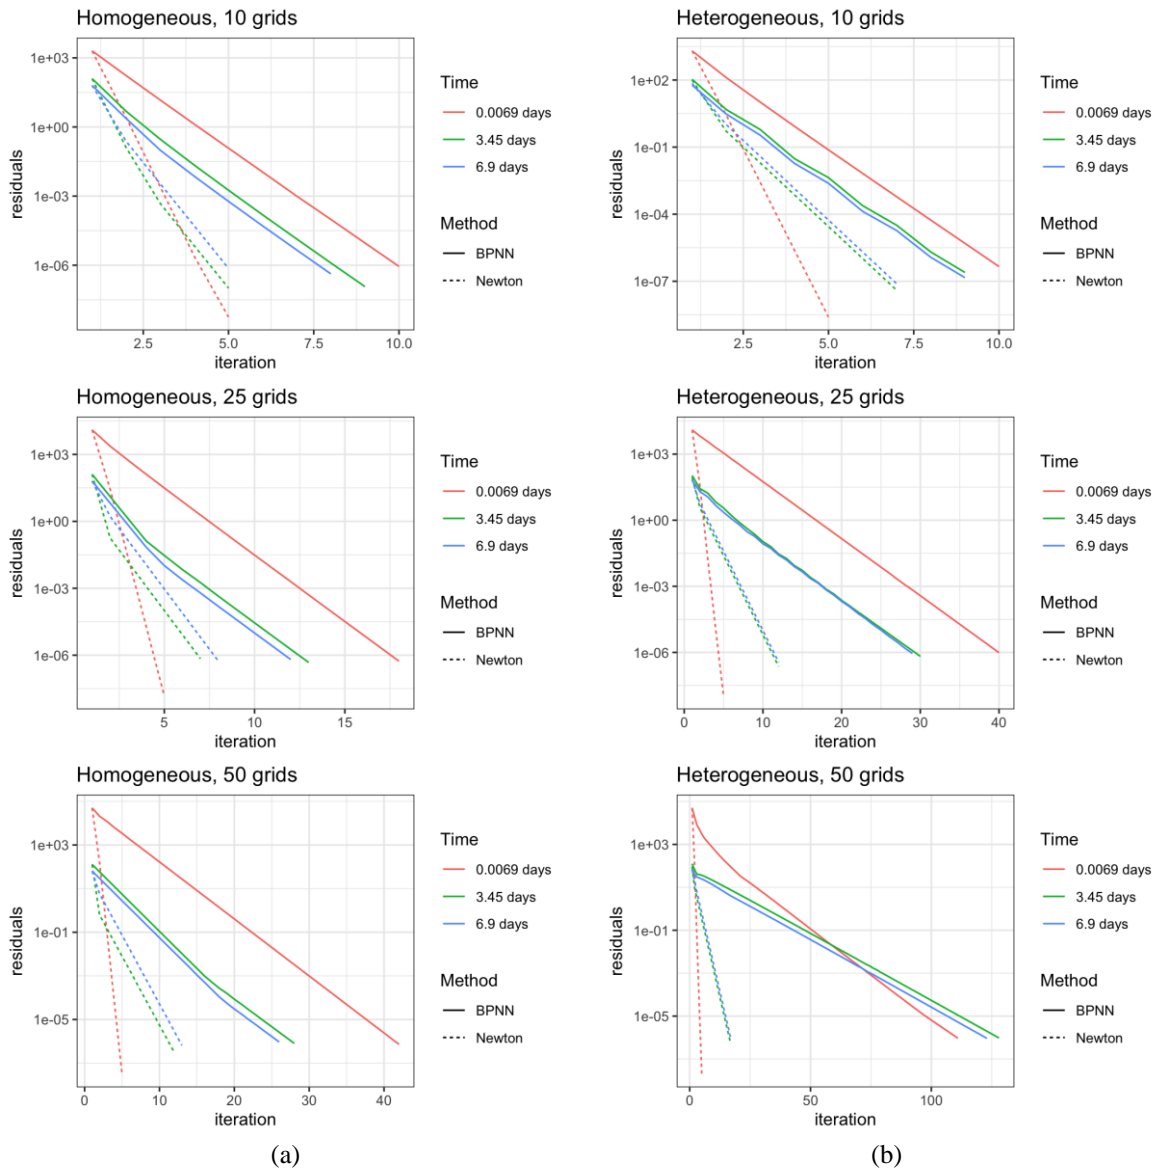 Homogeneous, 10 grids
1e+03
1e+00
1e-03
1e-06
residuals
2.5 5.0 7.5 10.0
iteration
Time
0.0069 days
3.45 days
6.9 days
Method
BPNN
Newton
Heterogeneous, 10 grids
1e+02
1e-01
1e-04
1e-07
residuals
2.5 5.0 7.5 10.0
iteration
Time
0.0069 days
3.45 days
6.9 days
Method
BPNN
Newton
Homogeneous, 25 grids
1e+03
1e+00
1e-03
1e-06
residuals
5 10 15
iteration
Time
0.0069 days
3.45 days
6.9 days
Method
BPNN
Newton
Heterogeneous, 25 grids
1e+03
1e+00
1e-03
1e-06
residuals
0 10 20 30 40
iteration
Time
0.0069 days
3.45 days
6.9 days
Method
BPNN
Newton
Homogeneous, 50 grids
1e+03
1e-01
1e-05
residuals
0 10 20 30 40
iteration
Time
0.0069 days
3.45 days
6.9 days
Method
BPNN
Newton
Heterogeneous, 50 grids
1e+03
1e-01
1e-05
residuals
0 50 100
iteration
Time
0.0069 days
3.45 days
6.9 days
Method
BPNN
Newton
(a)
(b)